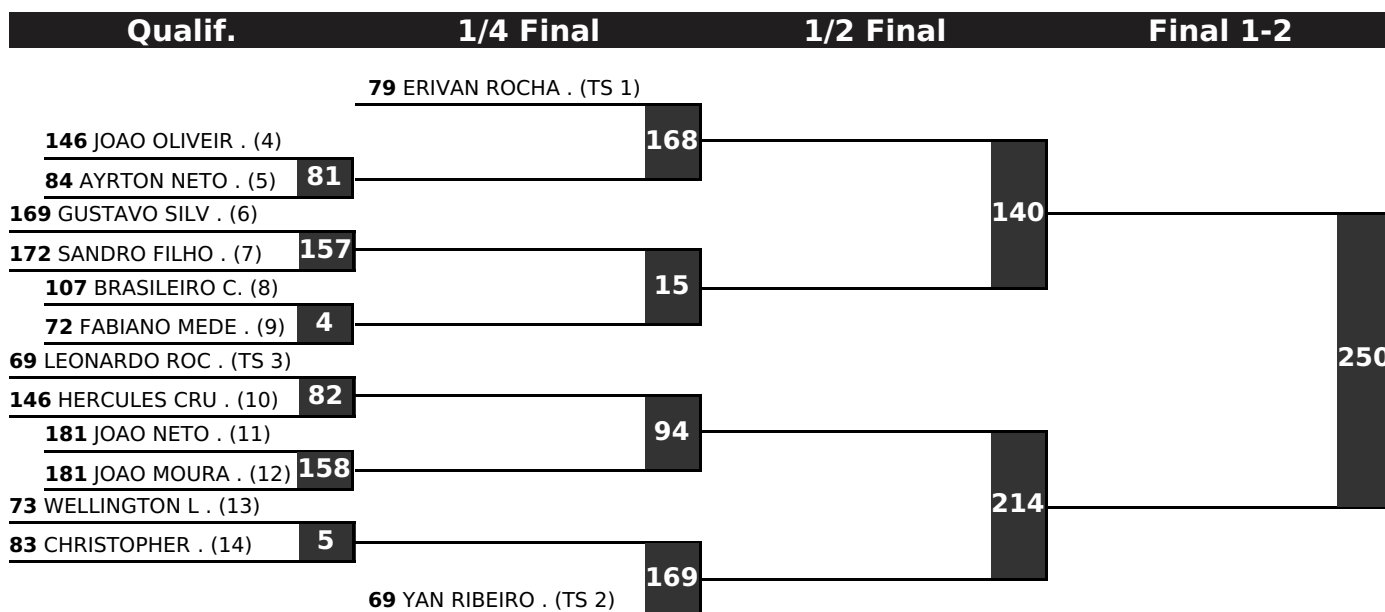 Qualif. 1/4 Final 1/2 Final Final 1-2
79 ERIVAN ROCHA . (TS 1)
146 JOAO OLIVEIR . (4)
168
84 AYRTON NETO . (5) 81
169 GUSTAVO SILV . (6)
140
172 SANDRO FILHO . (7) 157
107 BRASILEIRO C. (8)
15
72 FABIANO MEDE . (9) 4
69 LEONARDO ROC . (TS 3)
250
146 HERCULES CRU . (10) 82
181 JOAO NETO . (11)
94
181 JOAO MOURA . (12) 158
73 WELLINGTON L . (13)
214
83 CHRISTOPHER . (14) 5
169
69 YAN RIBEIRO . (TS 2)